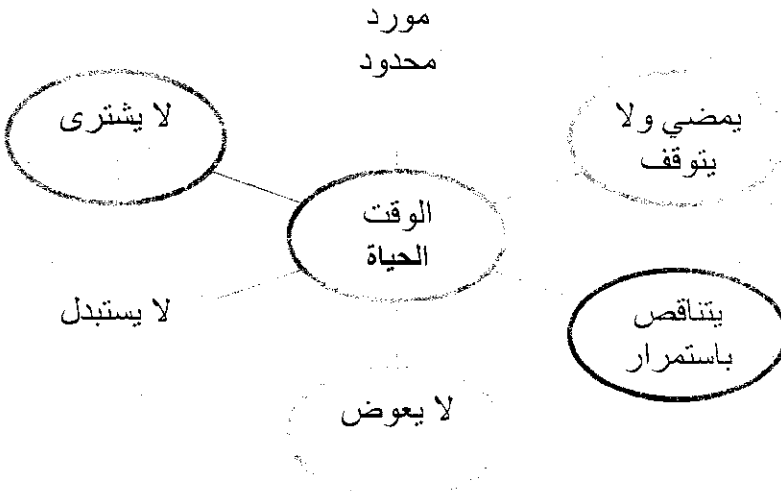 مورد
محدود
يمضي ولا
يتوقف
لا يشترى
الوقت
الحياة
يتناقص
باستمرار
لا يستبدل
لا يعوض